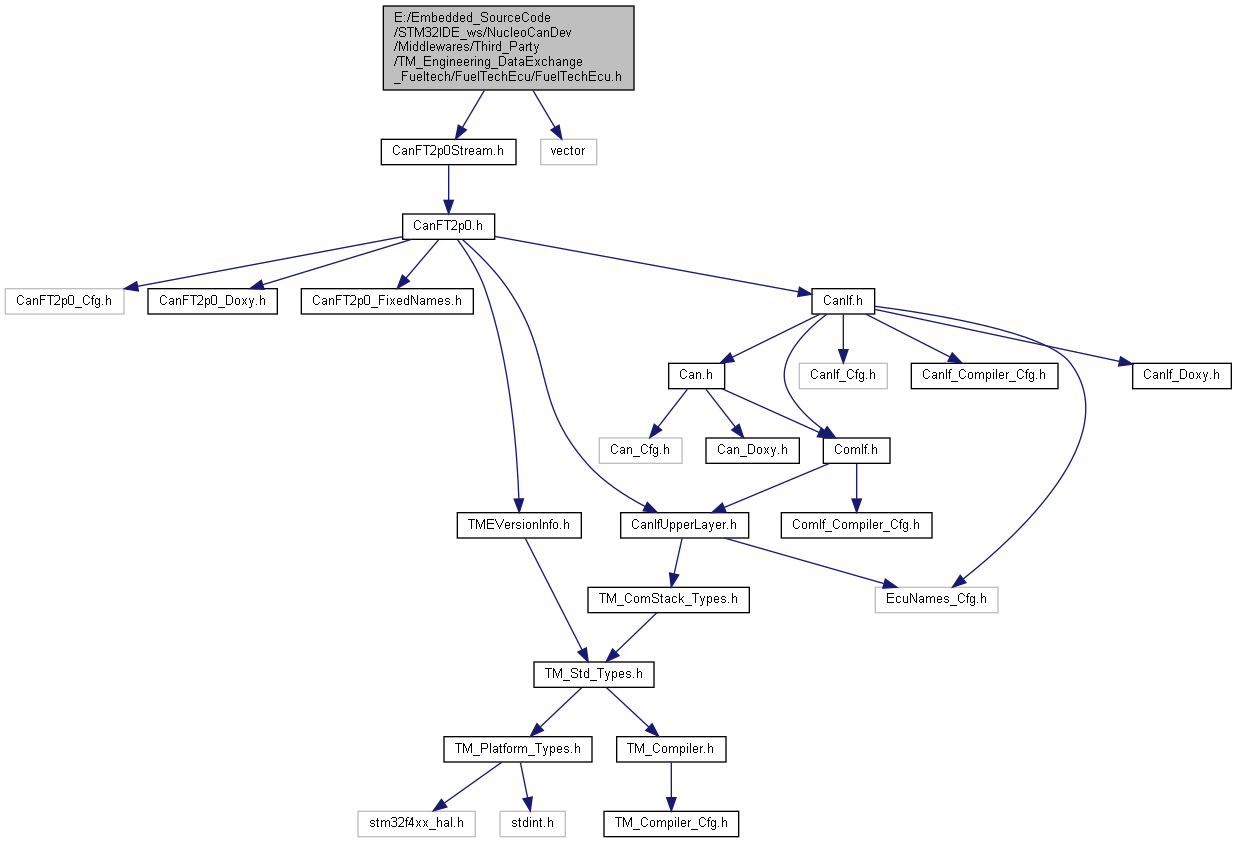 E:/Embedded_SourceCode
/STM32IDE_ws/NucleoCanDev
/Middlewares/Third_Party
/TM_Engineering_DataExchange
_Fueltech/FuelTechEcu/FuelTechEcu.h
CanFT2p0Stream.h
vector
CanFT2p0.h
CanFT2p0_Cfg.h
CanFT2p0_Doxy.h
CanFT2p0_FixedNames.h
CanIf.h
Can.h
CanIf_Cfg.h
CanIf_Compiler_Cfg.h
CanIf_Doxy.h
Can_Cfg.h
Can_Doxy.h
ComIf.h
TMEVersionInfo.h
CanIfUpperLayer.h
ComIf_Compiler_Cfg.h
TM_ComStack_Types.h
EcuNames_Cfg.h
TM_Std_Types.h
TM_Platform_Types.h
TM_Compiler.h
stm32f4xx_hal.h
stdint.h
TM_Compiler_Cfg.h